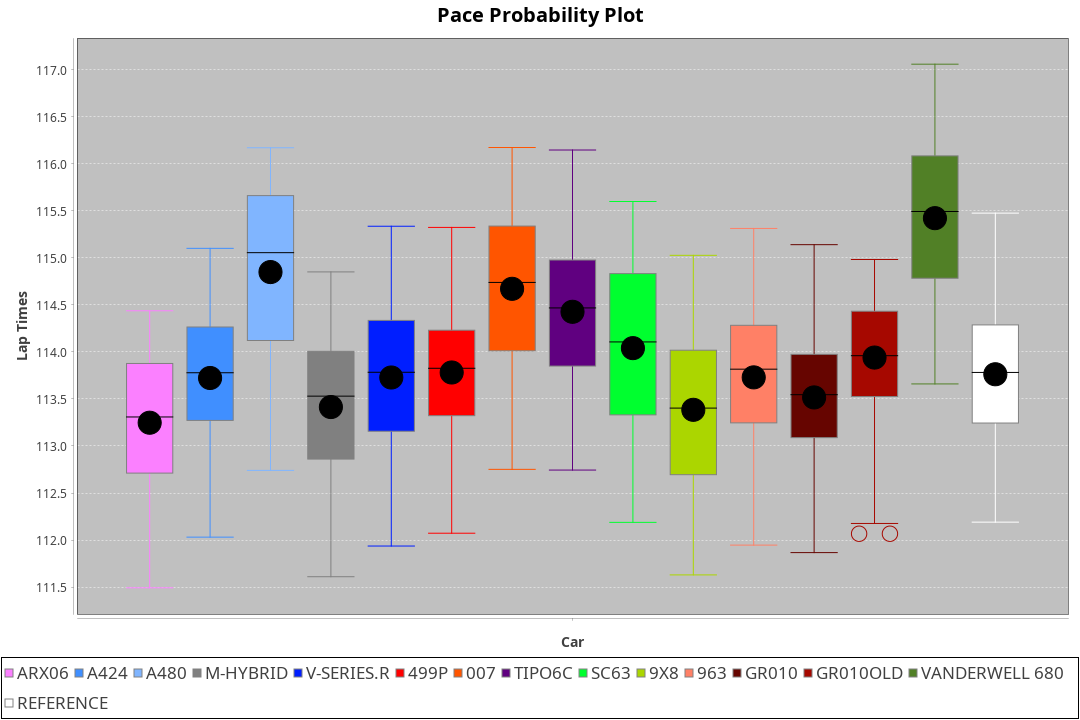 Pace Probability Plot
117.0
116.5
116.0
115.5
115.0
114.5
114.0
113.5
113.0
112.5
112.0
111.5
Lap Times
Car
ARX06 A424 A480 M-HYBRID V-SERIES.R 499P 007 TIPO6C SC63 9X8 963 GR010 GR010OLD VANDERWELL 680
REFERENCE